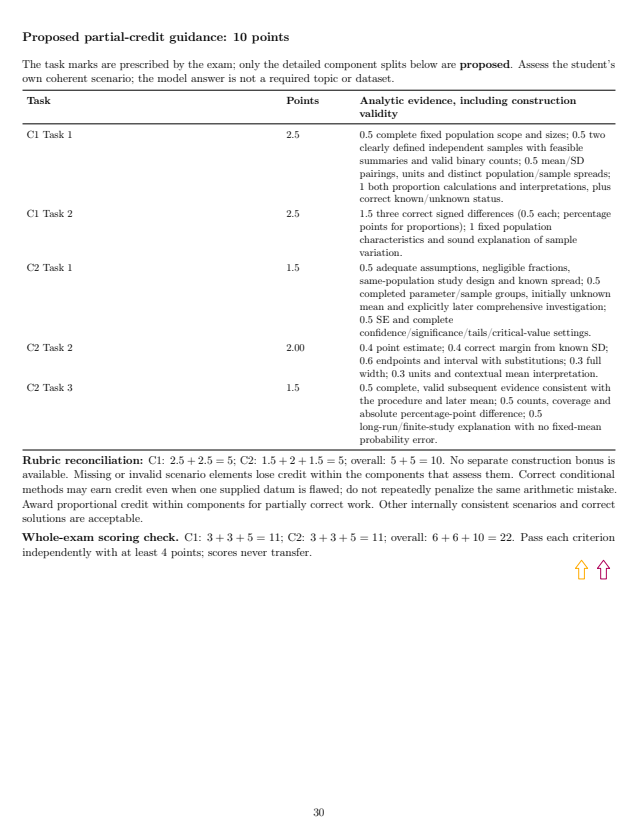 Proposed partial-credit guidance: 10 points
The task marks are prescribed by the exam; only the detailed component splits below are proposed. Assess the student's
own coherent scenario; the model answer is not a required topic or dataset.
Task Points Analytic evidence, including construction
validity
C1 Task 1 2.5 0.5 complete fixed population scope and sizes; 0.5 two
clearly defined independent samples with feasible
summaries and valid binary counts; 0.5 mean/SD
pairings, units and distinct population/sample spreads;
1 both proportion calculations and interpretations, plus
correct known/unknown status.
C1 Task 2 2.5 1.5 three correct signed differences (0.5 each; percentage
points for proportions); 1 fixed population
characteristics and sound explanation of sample
variation.
C2 Task 1 1.5 0.5 adequate assumptions, negligible fractions,
same-population study design and known spread; 0.5
completed parameter/sample groups, initially unknown
mean and explicitly later comprehensive investigation;
0.5 SE and complete
confidence/significance/tails/critical-value settings.
C2 Task 2 2.00 0.4 point estimate; 0.4 correct margin from known SD;
0.6 endpoints and interval with substitutions; 0.3 full
width; 0.3 units and contextual mean interpretation.
C2 Task 3 1.5 0.5 complete, valid subsequent evidence consistent with
the procedure and later mean; 0.5 counts, coverage and
absolute percentage-point difference; 0.5
long-run/finite-study explanation with no fixed-mean
probability error.
Rubric reconciliation: C1: 2.5 + 2.5 = 5; C2: 1.5 + 2 + 1.5 = 5; overall: 5 + 5 = 10. No separate construction bonus is
available. Missing or invalid scenario elements lose credit within the components that assess them. Correct conditional
methods may earn credit even when one supplied datum is flawed; do not repeatedly penalize the same arithmetic mistake.
Award proportional credit within components for partially correct work. Other internally consistent scenarios and correct
solutions are acceptable.
Whole-exam scoring check. C1: 3 + 3 + 5 = 11; C2: 3 + 3 + 5 = 11; overall: 6 + 6 + 10 = 22. Pass each criterion
independently with at least 4 points; scores never transfer.
30